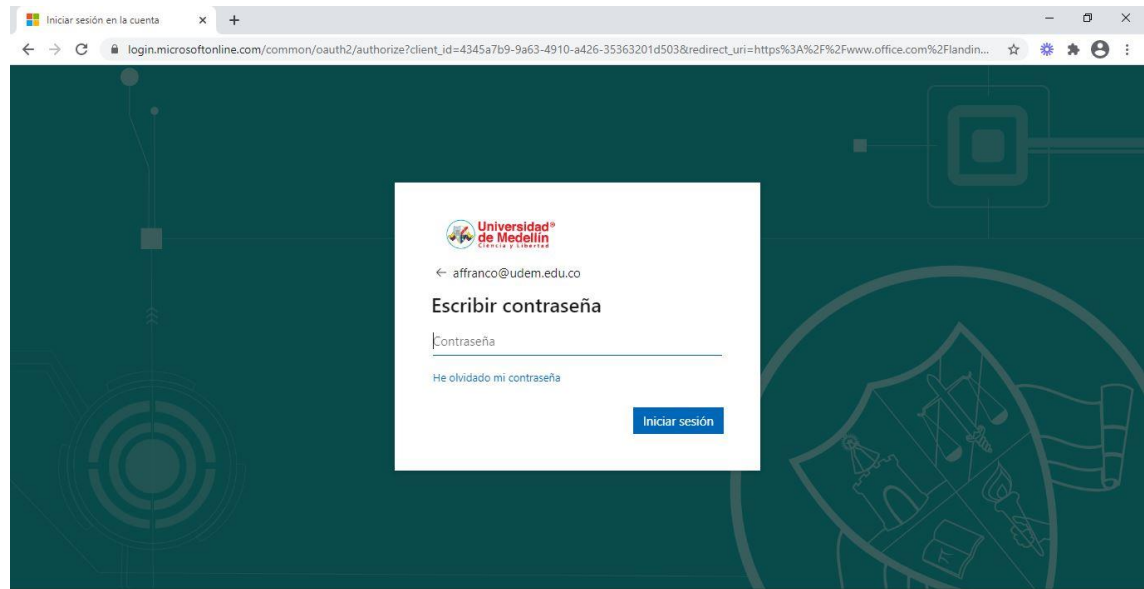 Iniciar sesión en la cuenta
login.microsoftonline.com/common/oauth2/authorize?client_id=4345a7b9-9a63-4910-a426-35363201d503&redirect_uri=https%3A%2F%2Fwww.office.com%2Flandin...
Universidad®
de Medellín
Ciencia y Libertad
affranco@udem.edu.co
Escribir contraseña
Contraseña
He olvidado mi contraseña
Iniciar sesión